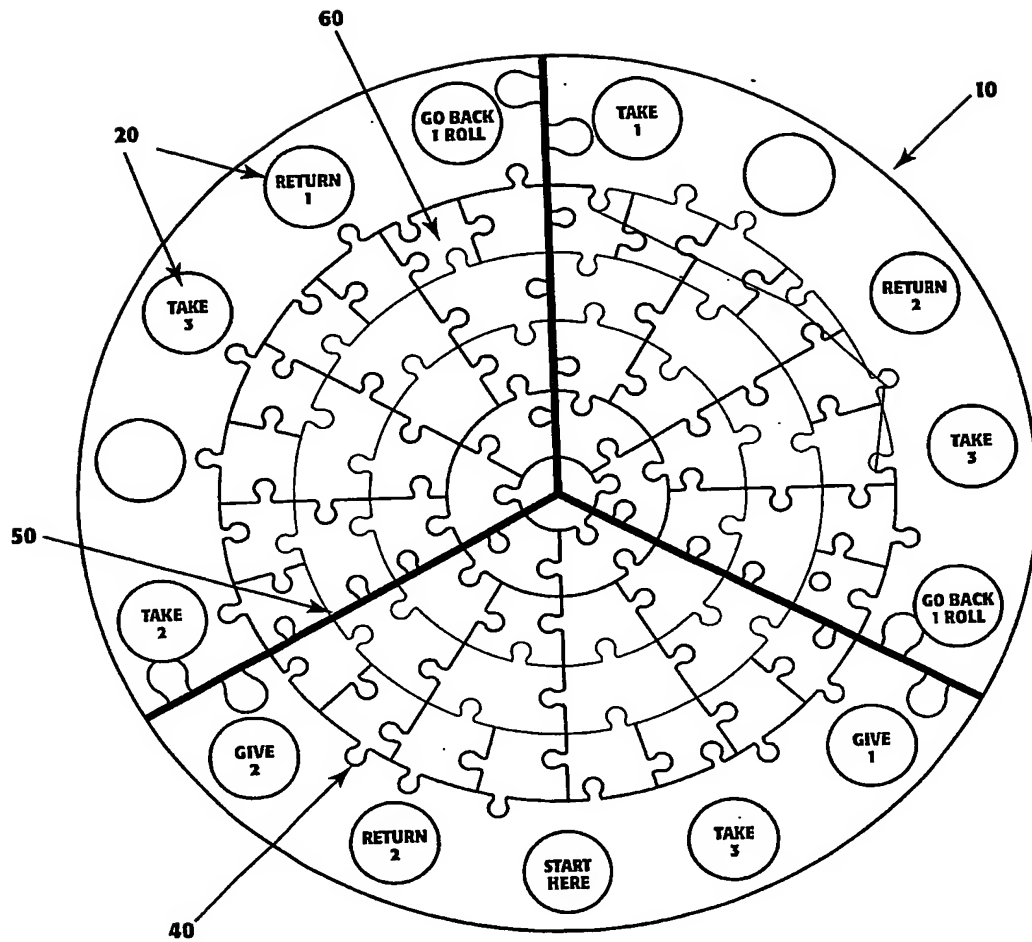 60
GO BACK
1 ROLL
TAKE
1
10
20
RETURN
1
RETURN
2
TAKE
3
TAKE
3
50
TAKE
2
GO BACK
1 ROLL
GIVE
2
GIVE
1
RETURN
2
START
HERE
TAKE
3
40